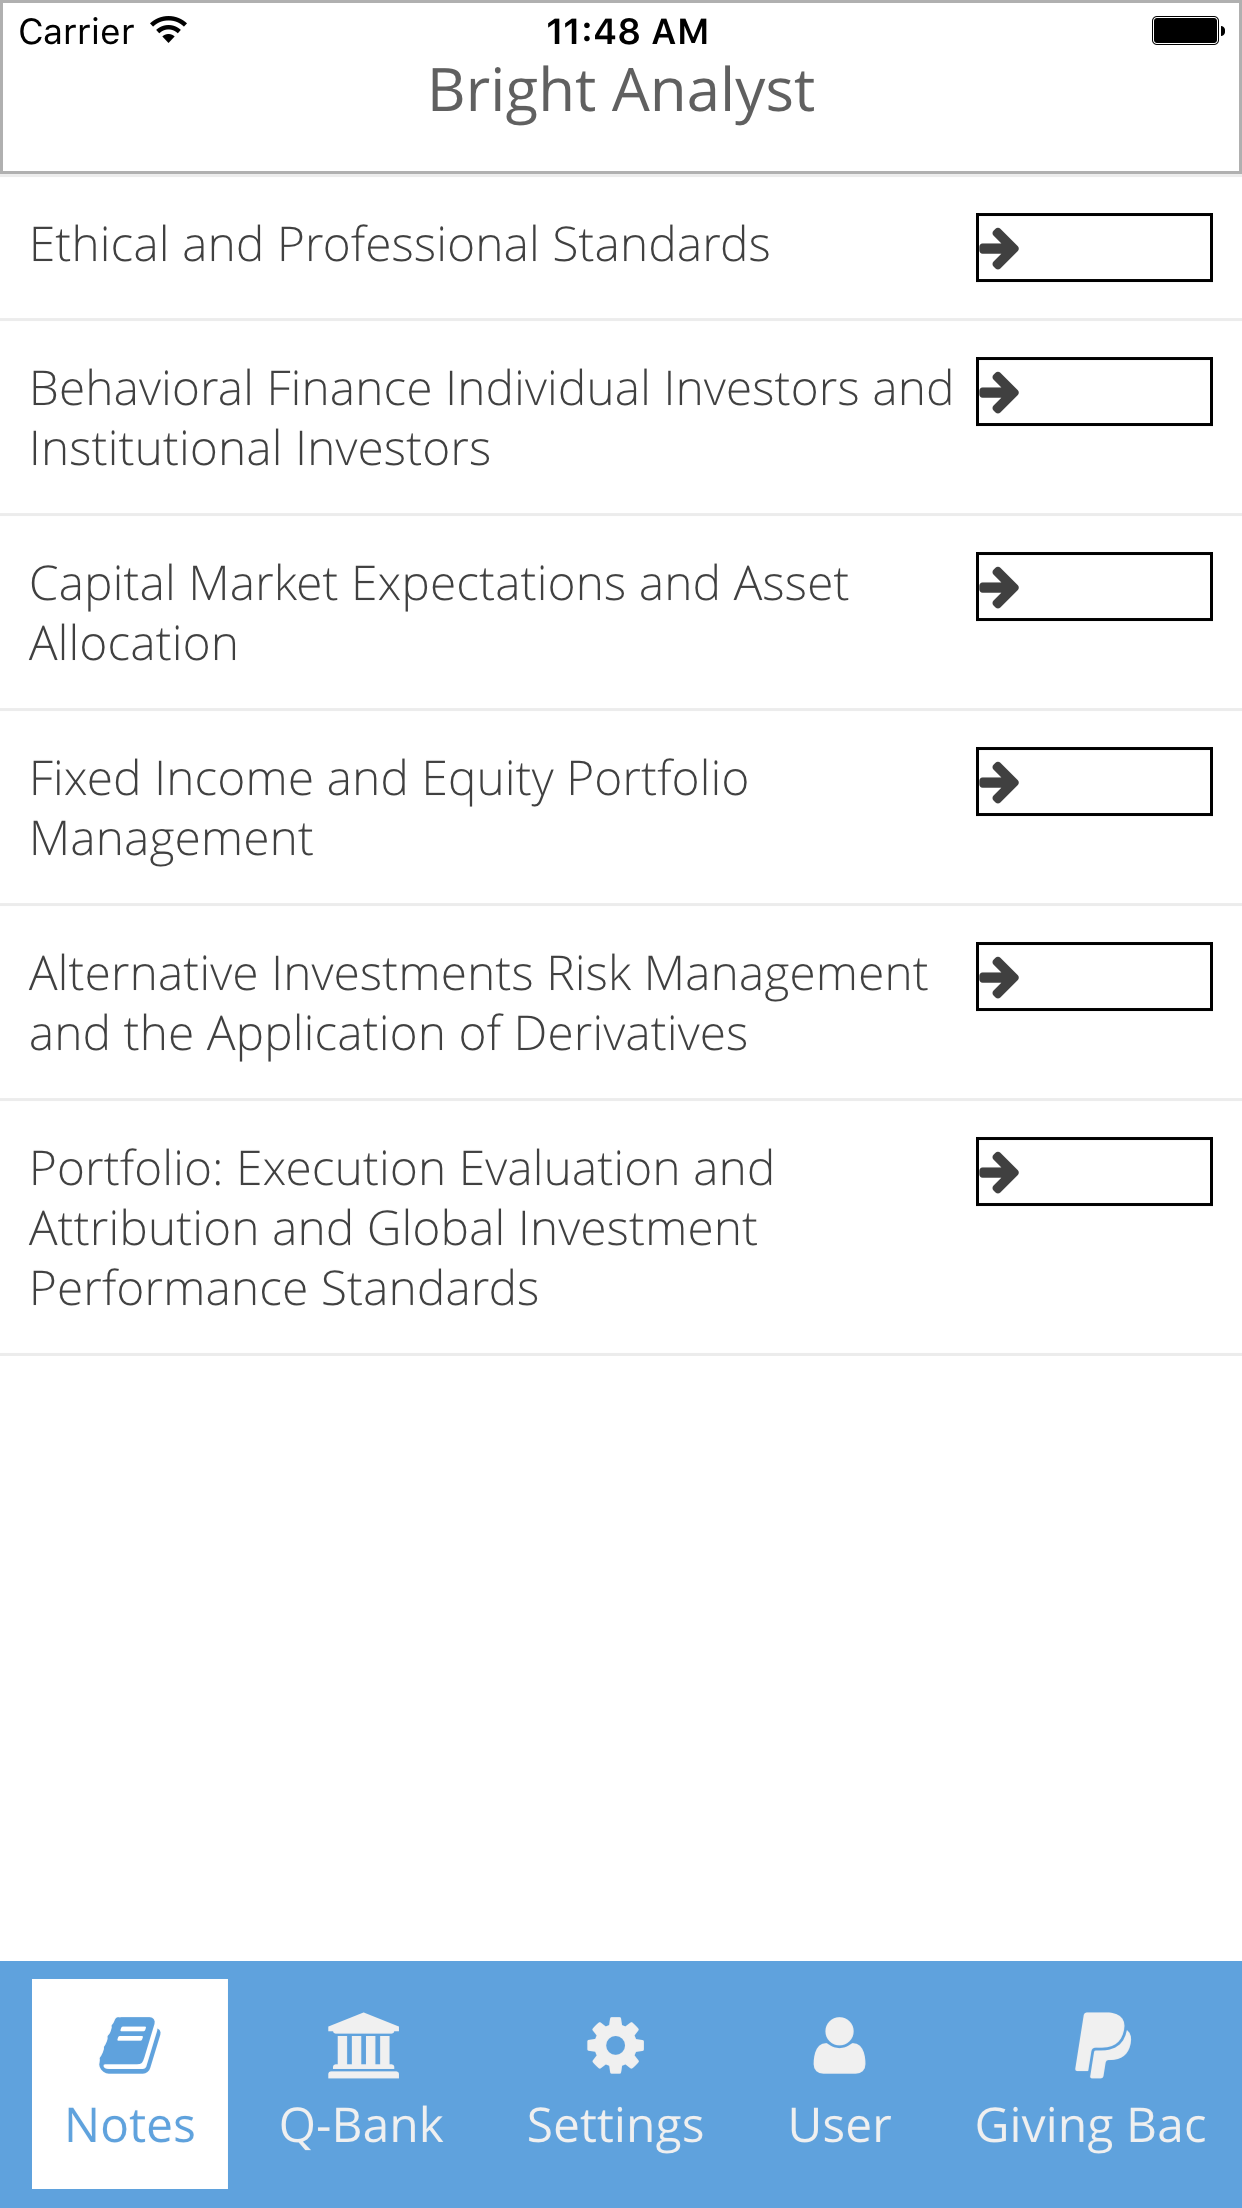 Carrier 11:48 AM
Bright Analyst
Ethical and Professional Standards
Behavioral Finance Individual Investors and
Institutional Investors
Capital Market Expectations and Asset
Allocation
Fixed Income and Equity Portfolio
Management
Alternative Investments Risk Management
and the Application of Derivatives
Portfolio: Execution Evaluation and
Attribution and Global Investment
Performance Standards
Notes Q-Bank Settings User Giving Bac